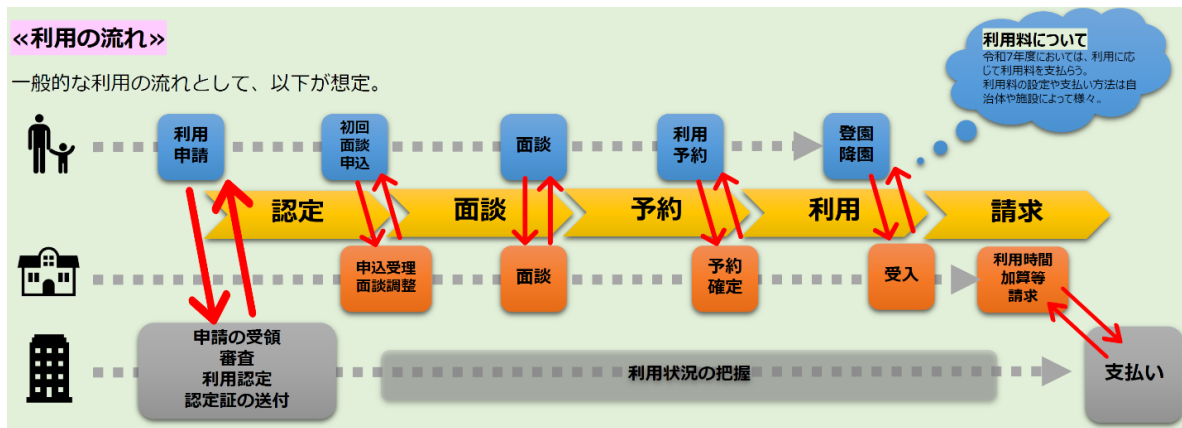 ≪利用の流れ≫
一般的な利用の流れとして、以下が想定。
利用料について
令和7年度においては、利用に応
じて利用料を支払らう。
利用料の設定や支払い方法は自
治体や施設によって様々。
利用
申請
初回
面談
申込
面談
利用
予約
登園
降園
認定
面談
予約
利用
請求
申込受理
面談調整
面談
予約
確定
受入
利用時間
加算等
請求
申請の受領
審査
利用認定
認定証の送付
利用状況の把握
支払い